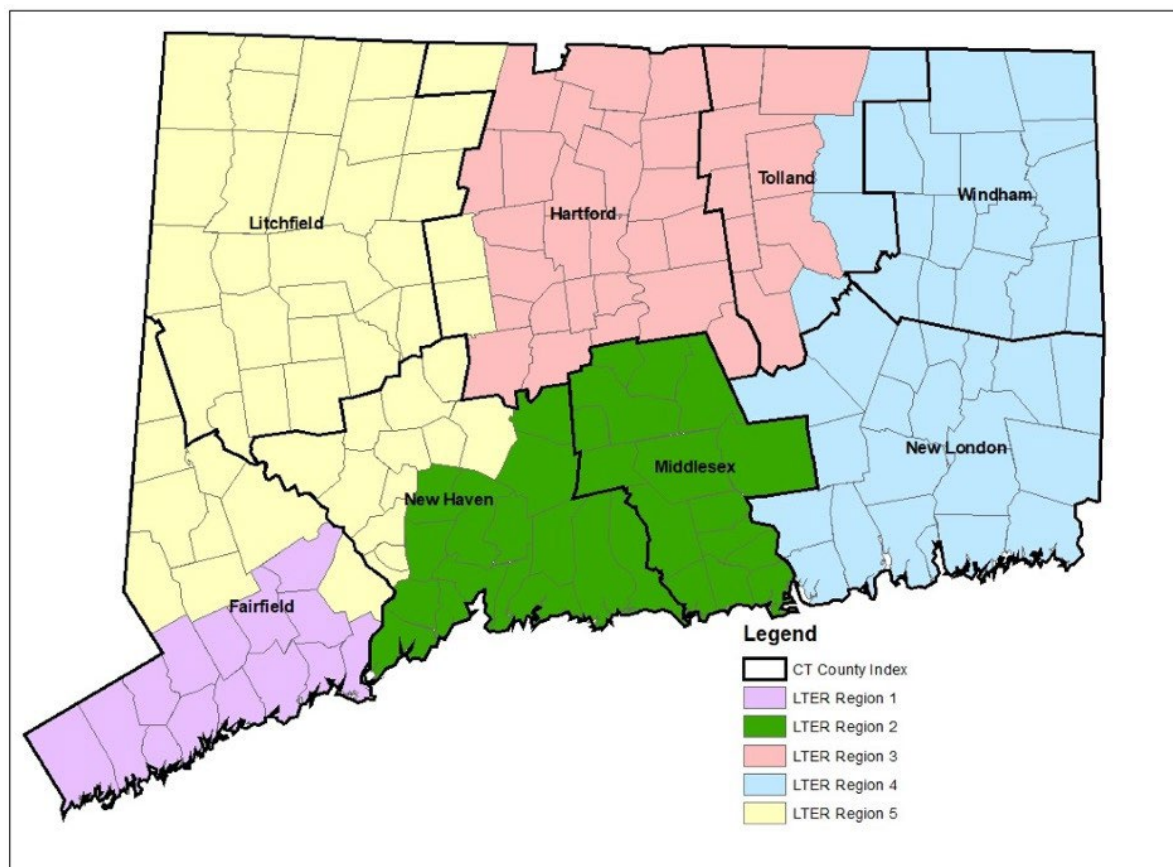 Tolland
Windham
Hartford
Litchfield
New London
Middlesex
New Haven
Fairfield
Legend
CT County Index
LTER Region 1
LTER Region 2
LTER Region 3
LTER Region 4
LTER Region 5